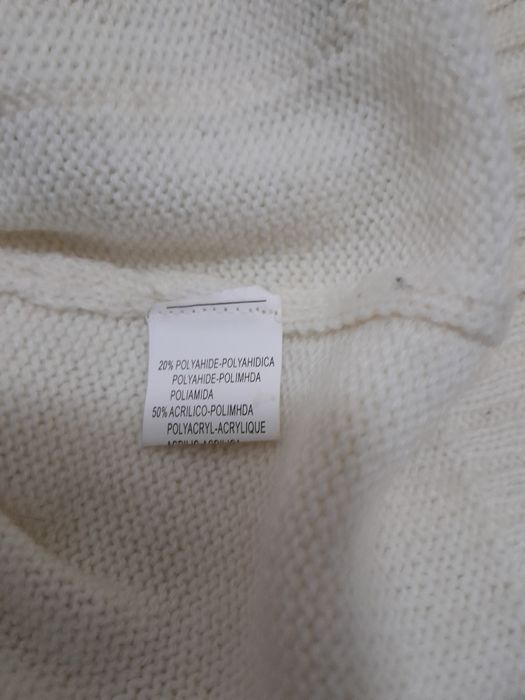 20% POLYAHIDE-POLYAHIDICA
POLYAHIDE-POLIMHDA
POLIAMIDA
50% ACRILICO-POLIMHDA
POLYACRYL-ACRYLIQUE